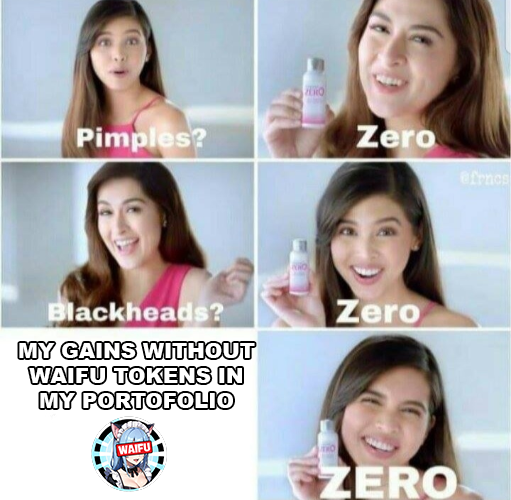 Pimples?
Zero
@frncs
Blackheads?
Zero
MY GAINS WITHOUT
WAIFU TOKENS IN
MY PORTOFOLIO
WAIFU
ZERO